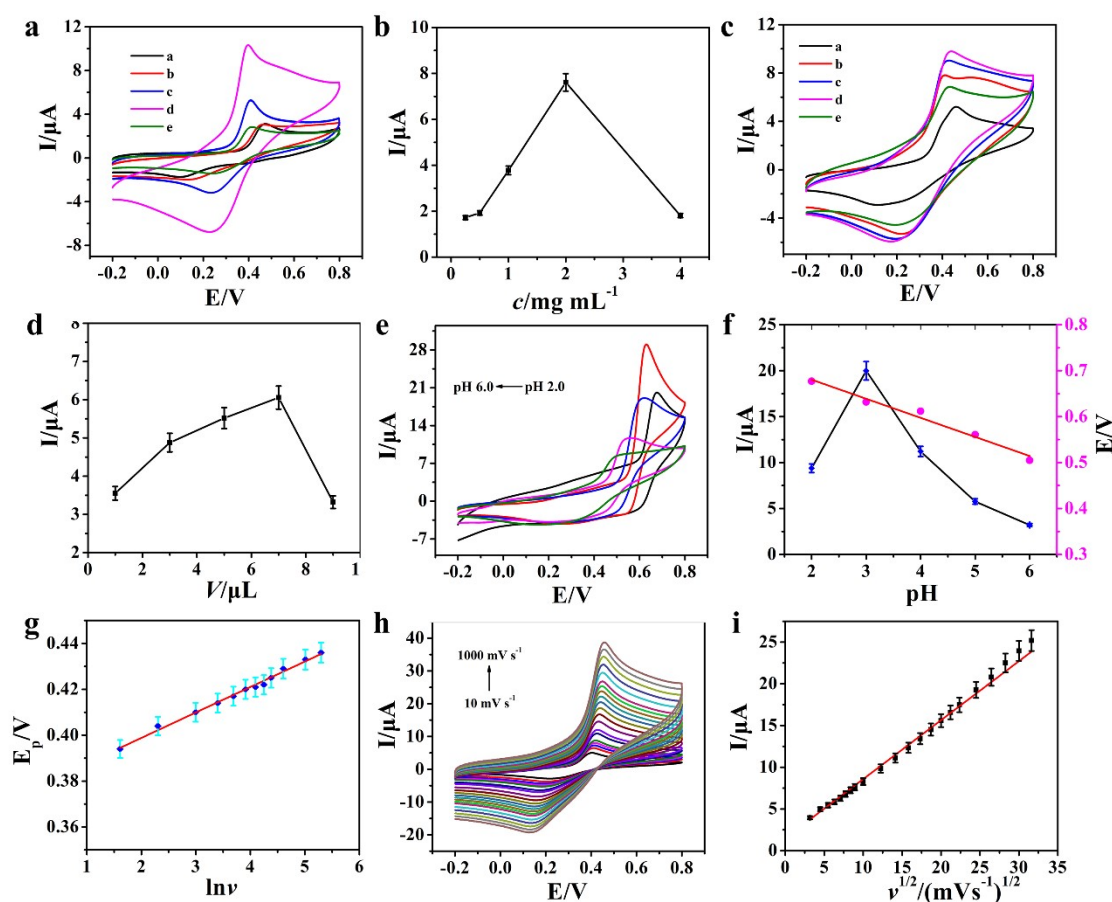 a
12
8
4
0
-4
-8
I/µA
a
b
c
d
e
-0.2 0.0 0.2 0.4 0.6 0.8
E/V
b
10
8
6
4
2
0
I/µA
0 1 2 3 4
c/mg mL⁻¹
c
12
8
4
0
-4
I/µA
a
b
c
d
e
-0.2 0.0 0.2 0.4 0.6 0.8
E/V
d
8
7
6
5
4
3
2
I/µA
0 2 4 6 8 1
V/µL
e
28
21
14
7
0
-7
I/µA
pH 6.0 ← pH 2.0
-0.2 0.0 0.2 0.4 0.6 0.8
E/V
f
25
20
15
10
5
0
I/µA
0.8
0.7
0.6
0.5
0.4
0.3
E/V
2 3 4 5 6
pH
g
0.44
0.42
0.40
0.38
0.36
Eₚ/V
1 2 3 4 5 6
lnv
h
40
30
20
10
0
-10
-20
I/µA
1000 mV s⁻¹
10 mV s⁻¹
-0.2 0.0 0.2 0.4 0.6 0.8
E/V
i
25
20
15
10
5
0
I/µA
0 5 10 15 20 25 30 35
v¹ᐟ²/(mVs⁻¹)¹ᐟ²